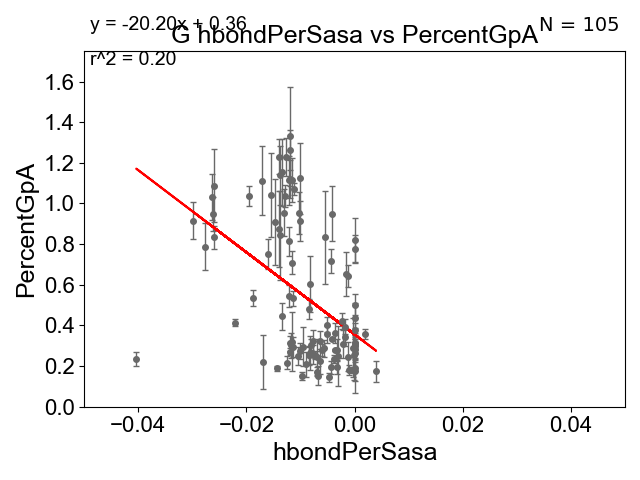 y = -20.20x + 0.36
G hbondPerSasa vs PercentGpA
N = 105
r^2 = 0.20
PercentGpA
1.6
1.4
1.2
1.0
0.8
0.6
0.4
0.2
0.0
−0.04 −0.02 0.00 0.02 0.04
hbondPerSasa